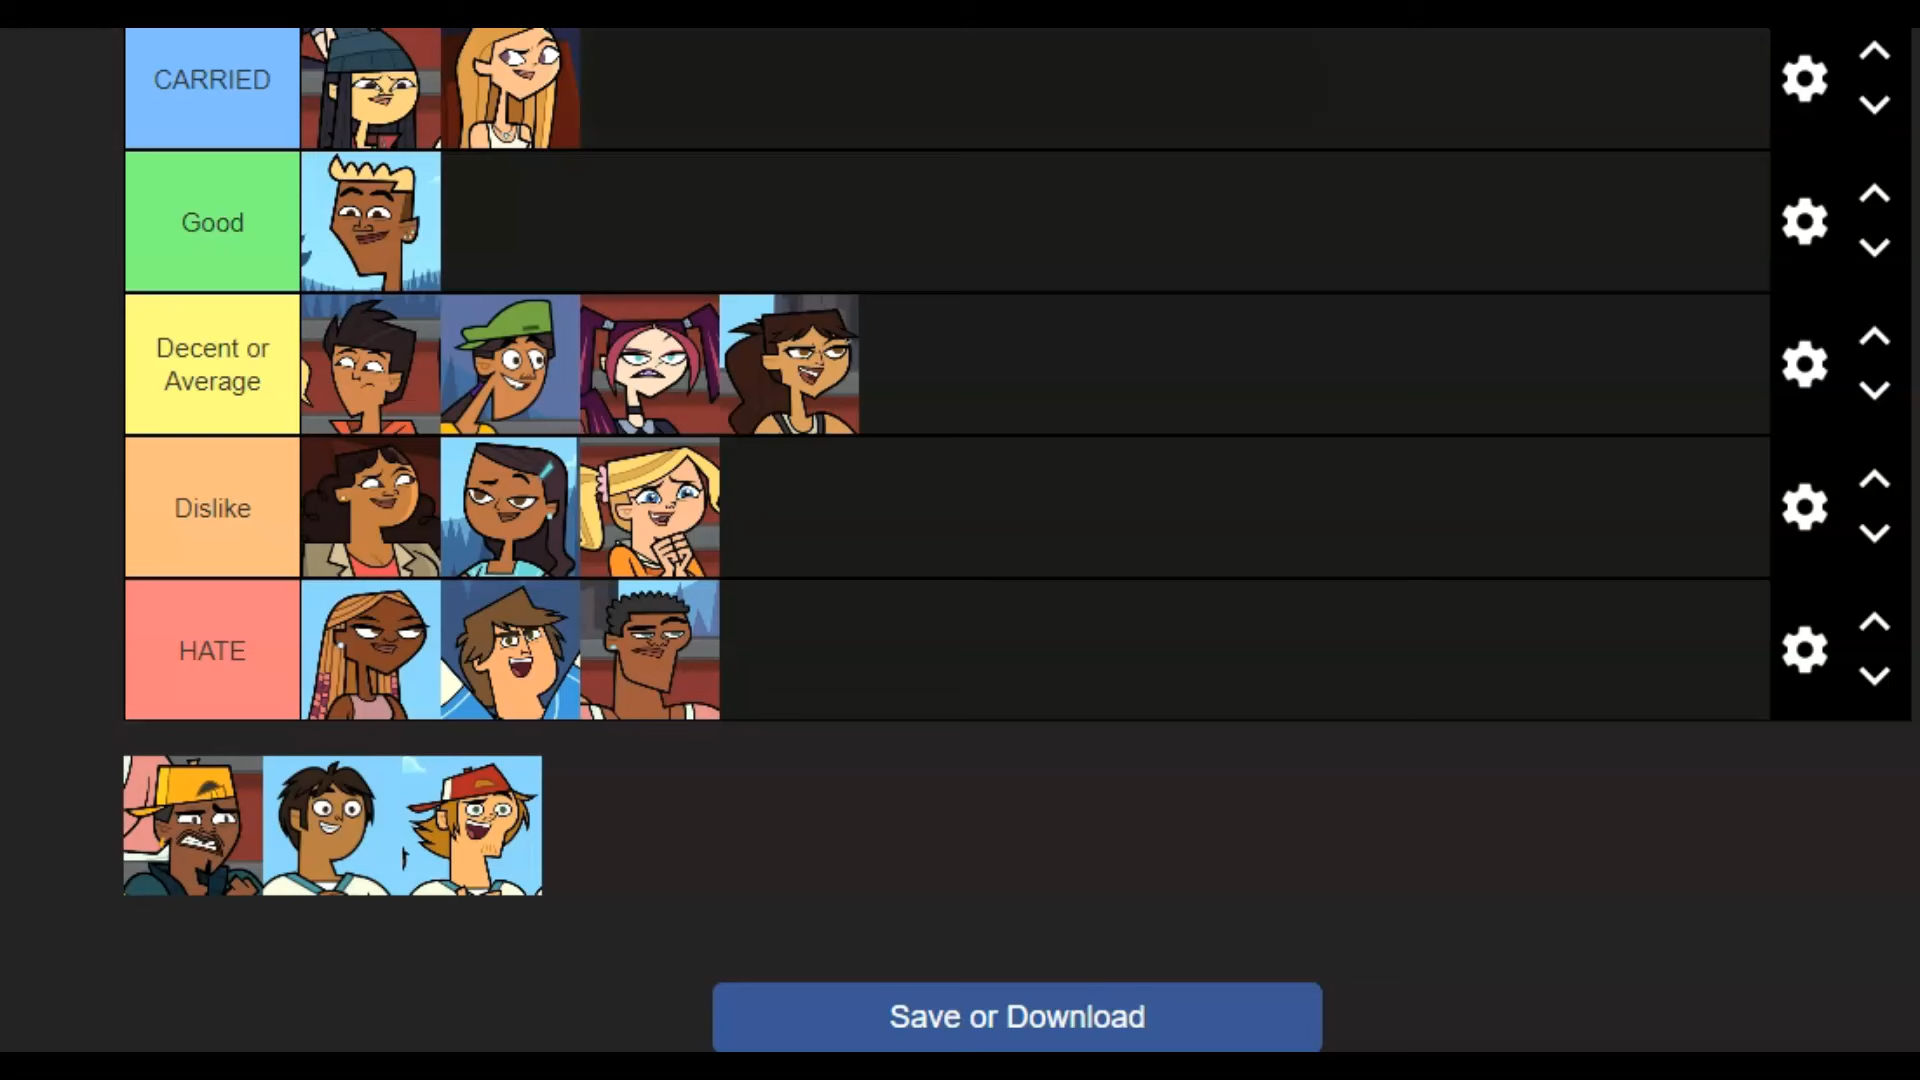 CARRIED
Good
Decent or
Average
Dislike
HATE
Save or Download